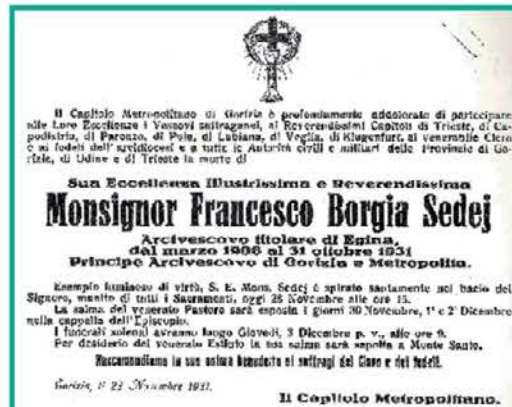 Il Capitolo Metropolitano di Gorizia è profondamente addolorato di partecipare
alle Loro Eccellenze i Vescovi suffraganei, ai Reverendissimi Capitoli di Trieste, di Ca-
podistria, di Parenzo, di Pola, di Lubiana, di Veglia, di Klagenfurt, al venerabile Clero
e ai fedeli dell'arcidiocesi e a tutte le Autorità civili e militari delle Provincie di Go-
rizia, di Udine e di Trieste la morte di
Sua Eccellenza Illustrissima e Reverendissima
Monsignor Francesco Borgia Sedej
Arcivescovo titolare di Egina,
dal marzo 1906 al 31 ottobre 1931
Principe Arcivescovo di Gorizia e Metropolita.
Esempio luminoso di virtù, S. E. Mons. Sedej è spirato santamente nel bacio del
Signore, munito di tutti i Sacramenti, oggi 28 Novembre alle ore 15.
La salma del venerato Pastore sarà esposta i giorni 30 Novembre, 1° e 2° Dicembre
nella cappella dell'Episcopio.
I funerali solenni avranno luogo Giovedì, 3 Dicembre p. v., alle ore 9.
Per desiderio del venerato Estinto la sua salma sarà sepolta a Monte Santo.
Raccomandiamo la sua anima benedetta ai suffragi del Clero e dei fedeli.
Gorizia, il 28 Novembre 1931.
Il Capitolo Metropolitano.